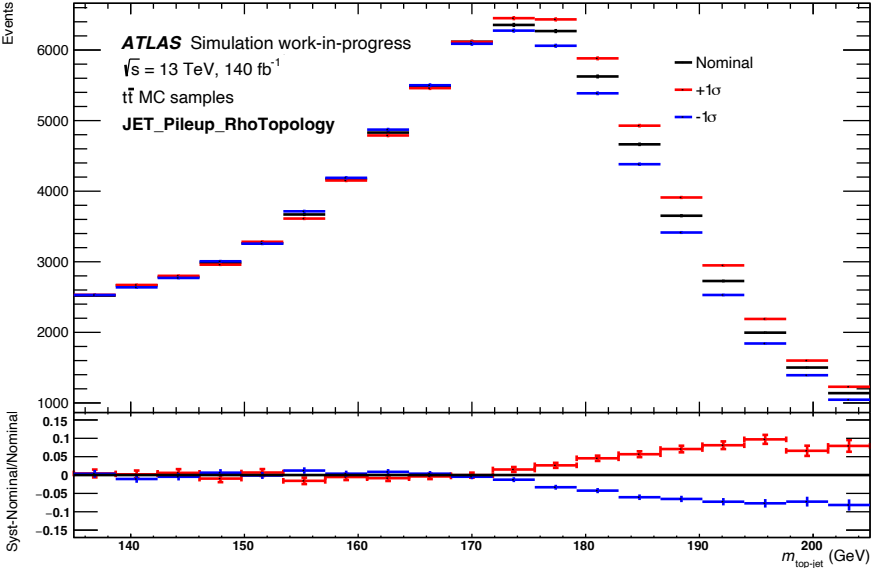 Events
6000
5000
4000
3000
2000
1000
ATLAS Simulation work-in-progress
√s = 13 TeV, 140 fb⁻¹
tt̄ MC samples
JET_Pileup_RhoTopology
Nominal
+1σ
-1σ
Syst-Nominal/Nominal
0.15
0.1
0.05
0
−0.05
−0.1
−0.15
140 150 160 170 180 190 200
m_top-jet (GeV)